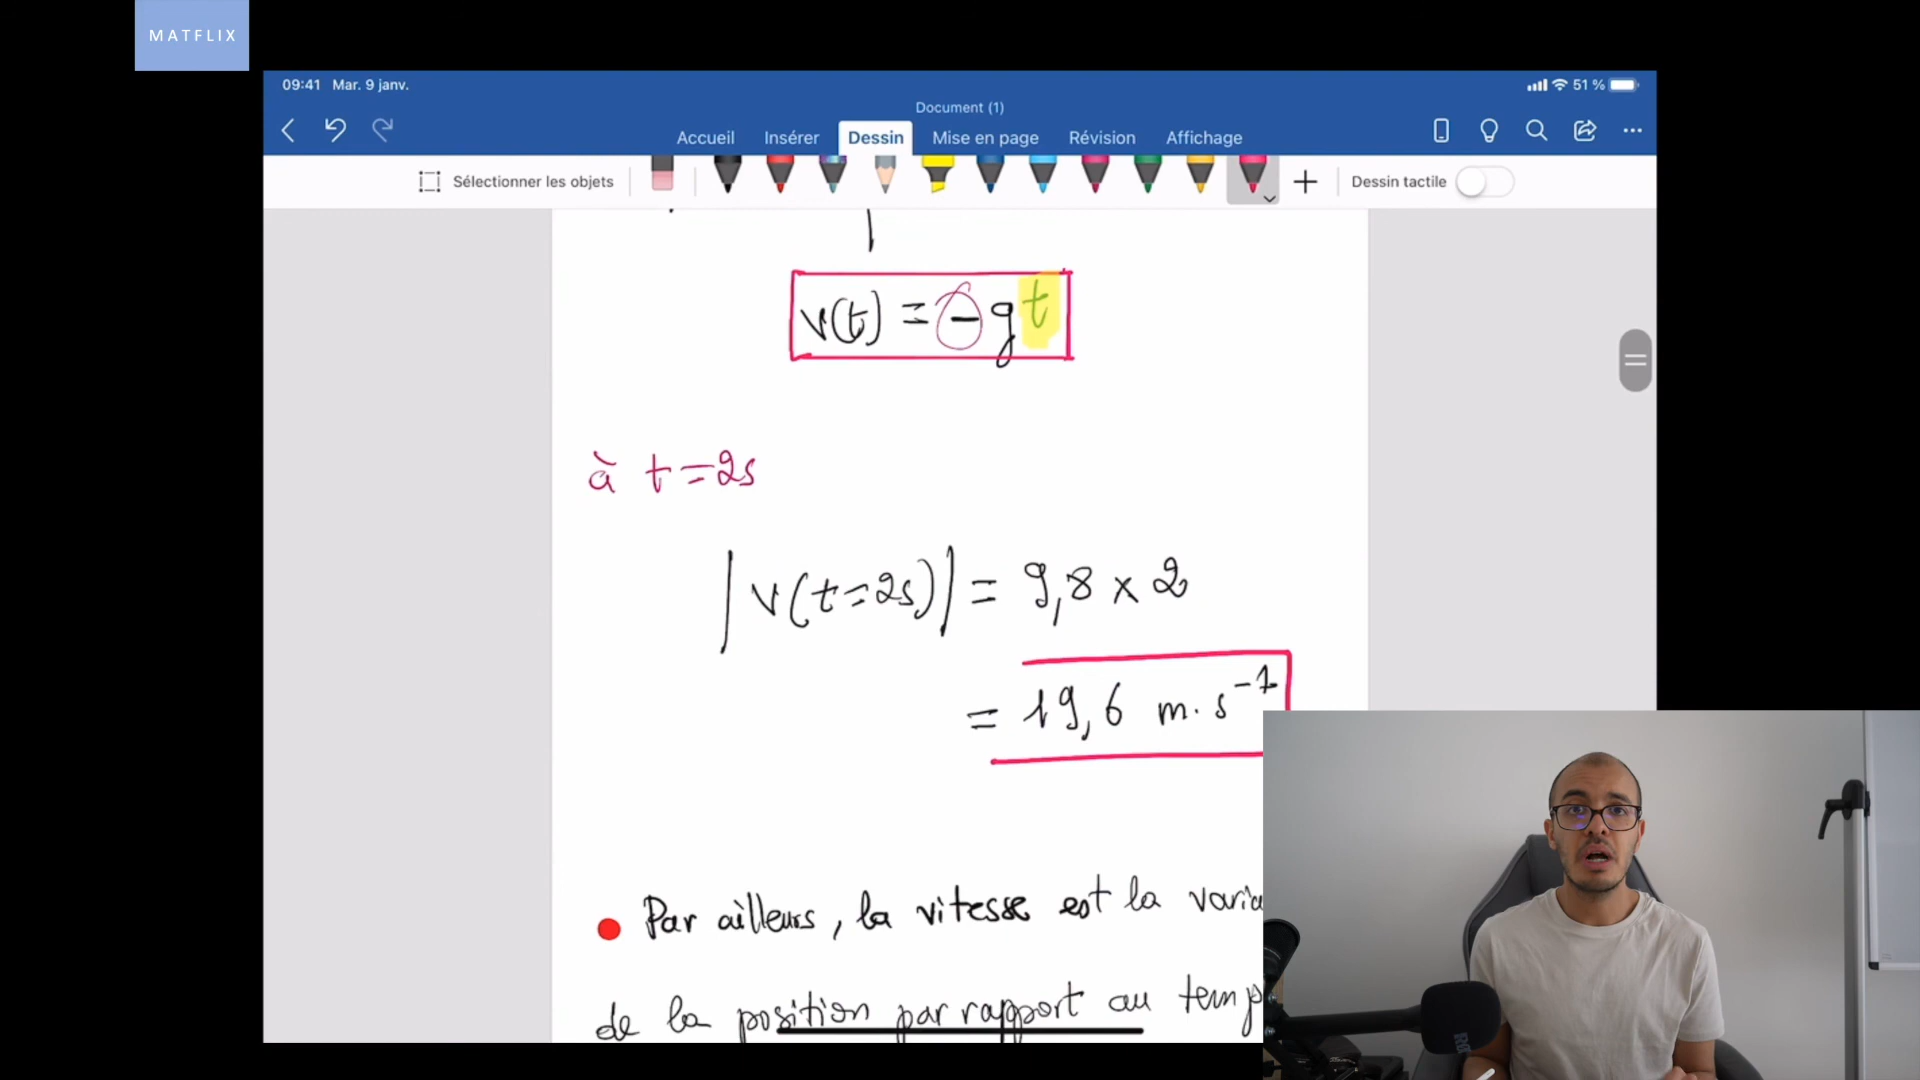 MATFLIX
09:41 Mar. 9 janv.
51 %
Document (1)
Accueil Insérer Dessin Mise en page Révision Affichage
Sélectionner les objets
Dessin tactile
v(t) = - g t
à t = 2s
|v(t=2s)| = 9,8 x 2
= 19,6 m. s⁻¹
Par ailleurs, la vitesse est la
de la position par rapport au